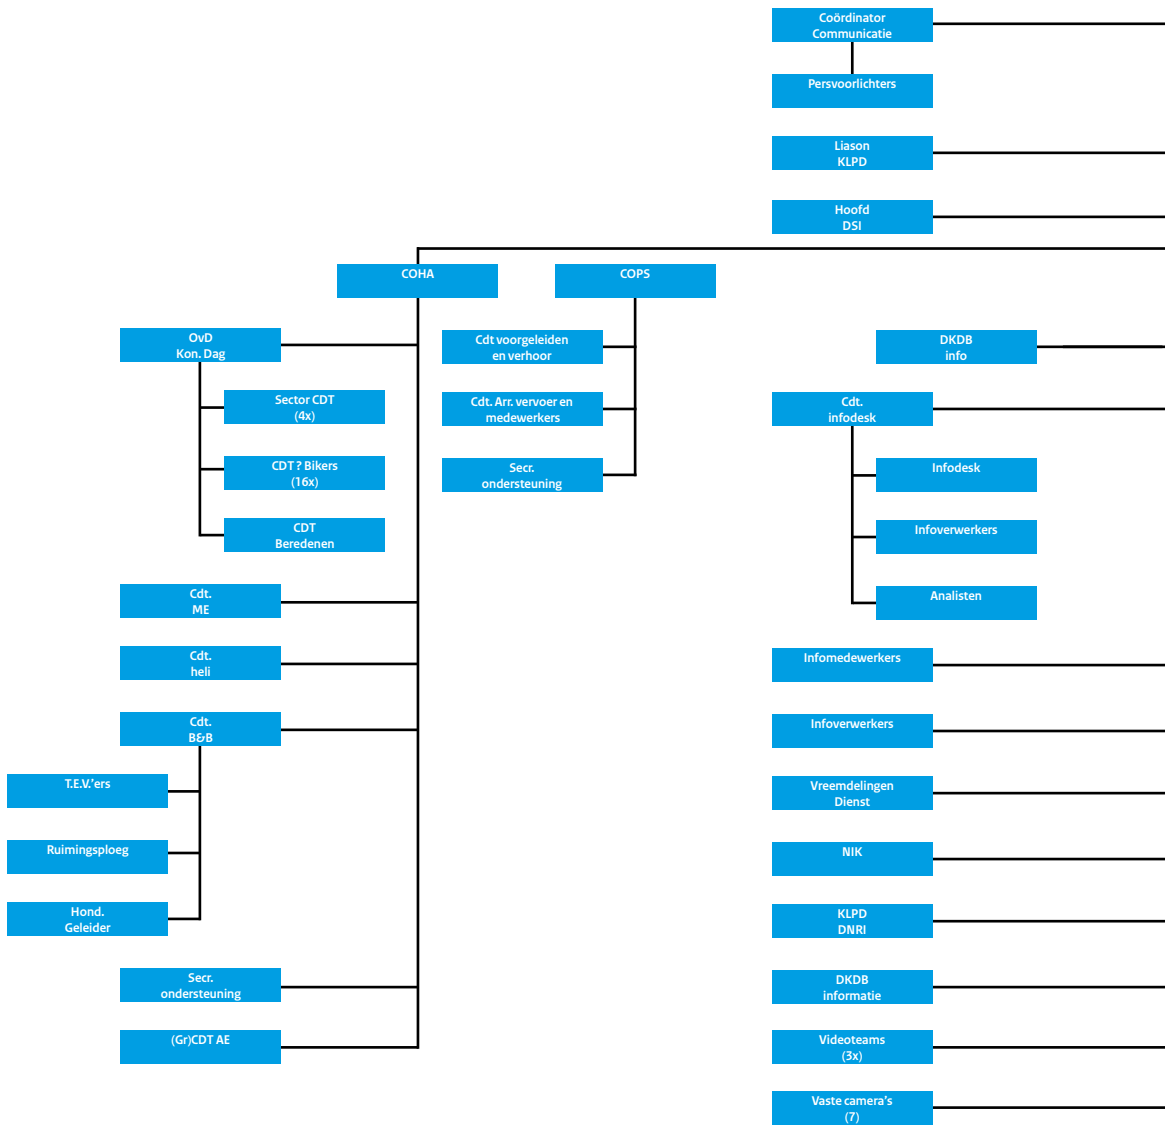 Coördinator
Communicatie
Persvoorlichters
Liason
KLPD
Hoofd
DSI
COHA
COPS
OvD
Kon. Dag
Sector CDT
(4x)
CDT ? Bikers
(16x)
CDT
Beredenen
Cdt voorgeleiden
en verhoor
Cdt. Arr. vervoer en
medewerkers
Secr.
ondersteuning
DKDB
info
Cdt.
infodesk
Infodesk
Infoverwerkers
Analisten
Cdt.
ME
Cdt.
heli
Cdt.
B&B
T.E.V.'ers
Ruimingsploeg
Hond.
Geleider
Secr.
ondersteuning
(Gr)CDT AE
Infomedewerkers
Infoverwerkers
Vreemdelingen
Dienst
NIK
KLPD
DNRI
DKDB
informatie
Videoteams
(3x)
Vaste camera's
(7)